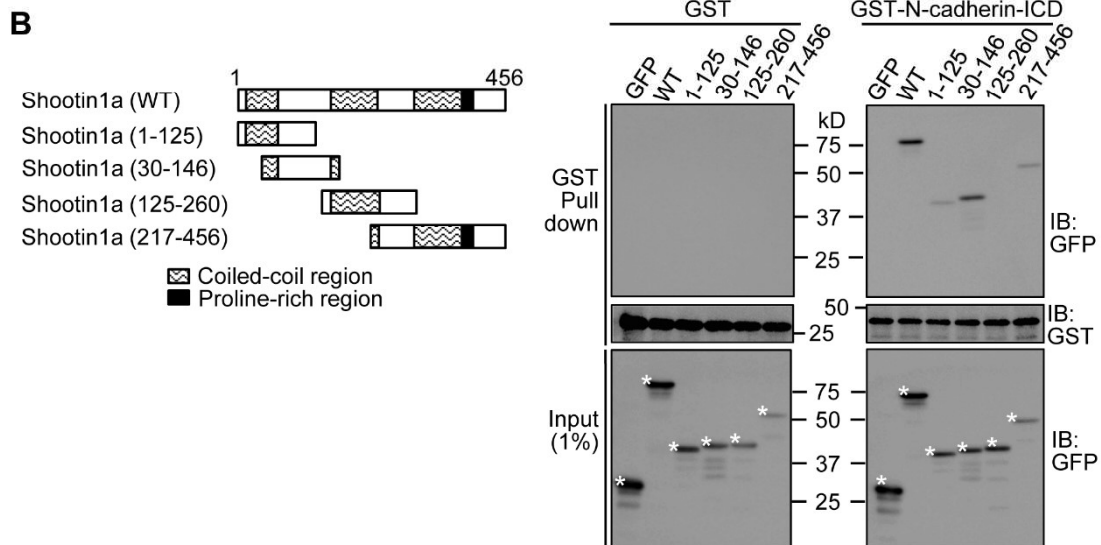 B
1 456
Shootin1a (WT)
Shootin1a (1-125)
Shootin1a (30-146)
Shootin1a (125-260)
Shootin1a (217-456)
Coiled-coil region
Proline-rich region
GST GST-N-cadherin-ICD
GFP WT 1-125 30-146 125-260 217-456 GFP WT 1-125 30-146 125-260 217-456
kD
75
50
37
25
GST
Pull
down
IB:
GFP
50
25
IB:
GST
Input
(1%)
75
50
37
25
IB:
GFP
* * * * * * * * * * * *